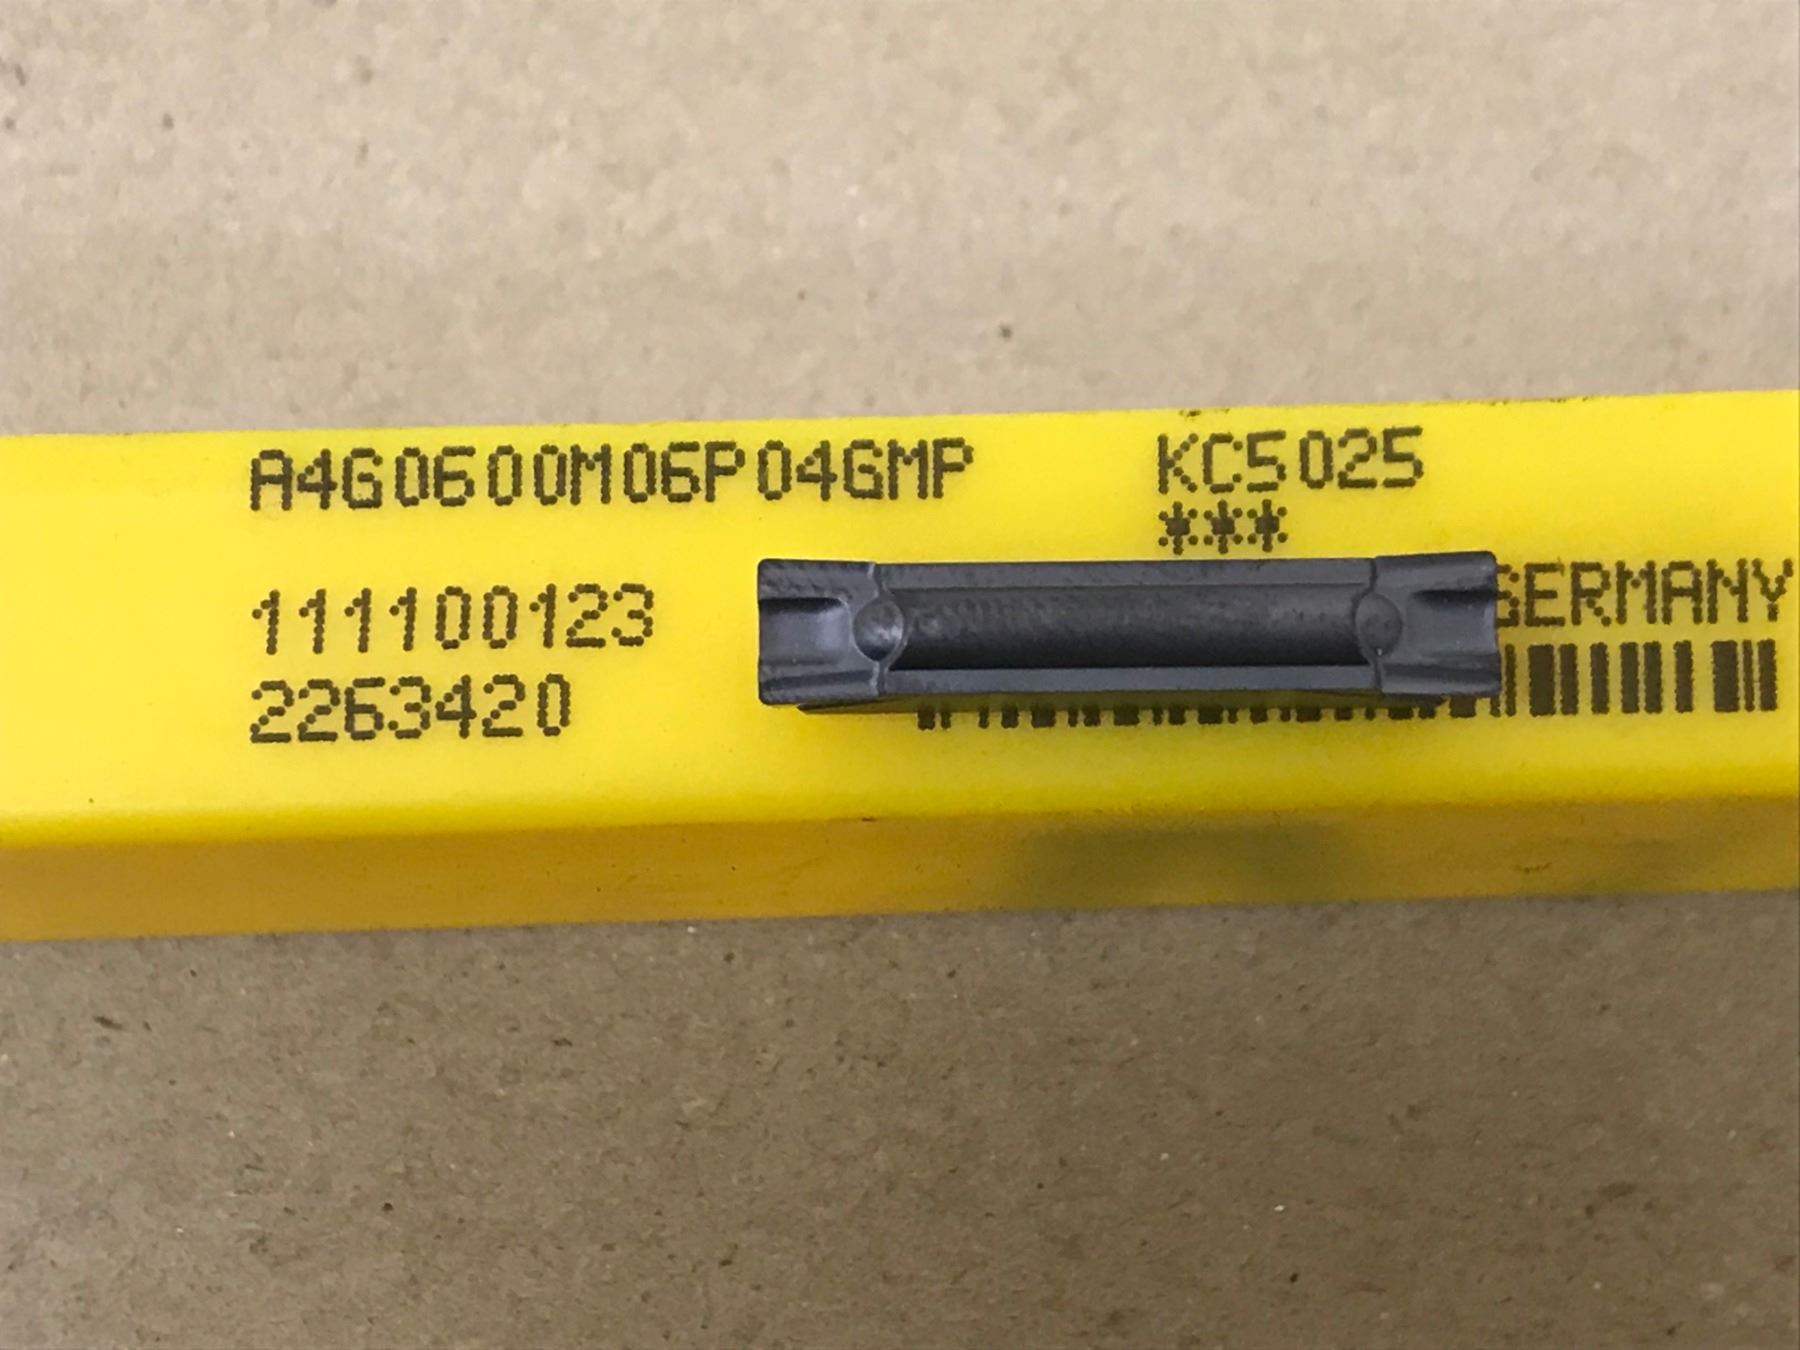 A4G0600M06P04GMP KC5025
***
111100123 GERMANY
2263420